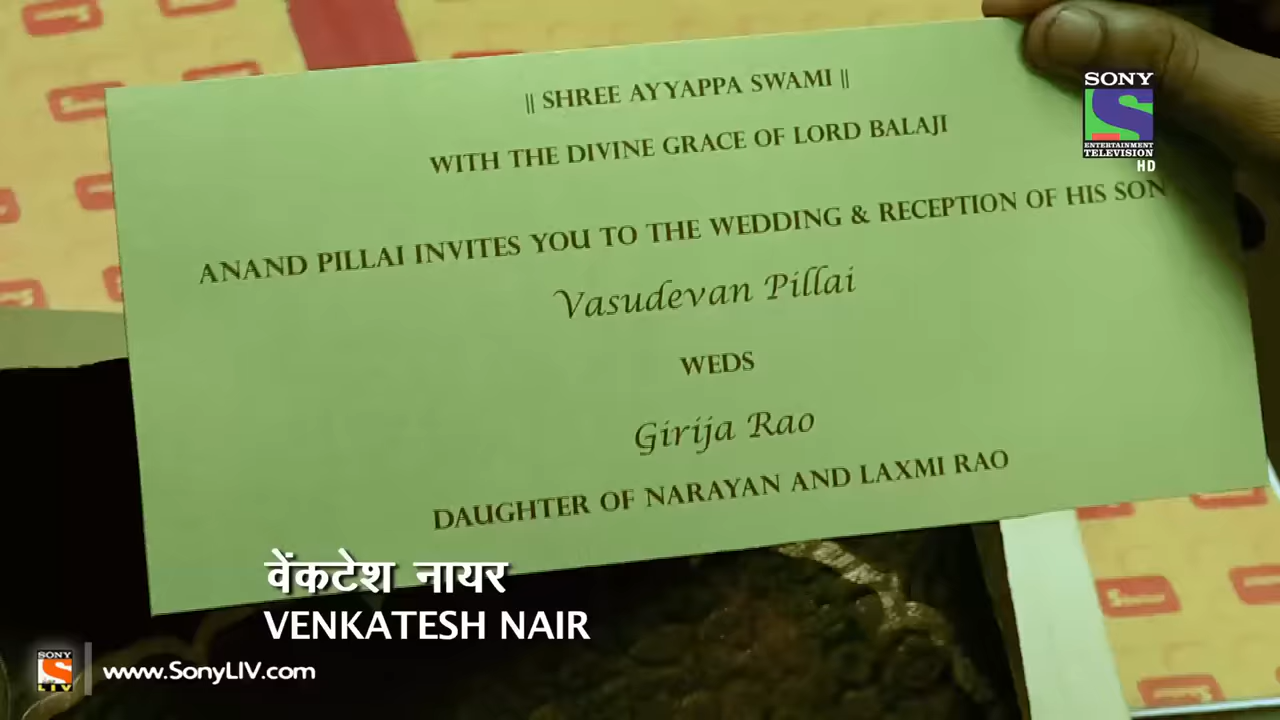 || SHREE AYYAPPA SWAMI ||
WITH THE DIVINE GRACE OF LORD BALAJI
ANAND PILLAI INVITES YOU TO THE WEDDING & RECEPTION OF HIS SON
Vasudevan Pillai
WEDS
Girija Rao
DAUGHTER OF NARAYAN AND LAXMI RAO
SONY
ENTERTAINMENT
TELEVISION
HD
वेंकटेश नायर
VENKATESH NAIR
SONY
LIV
www.SonyLIV.com